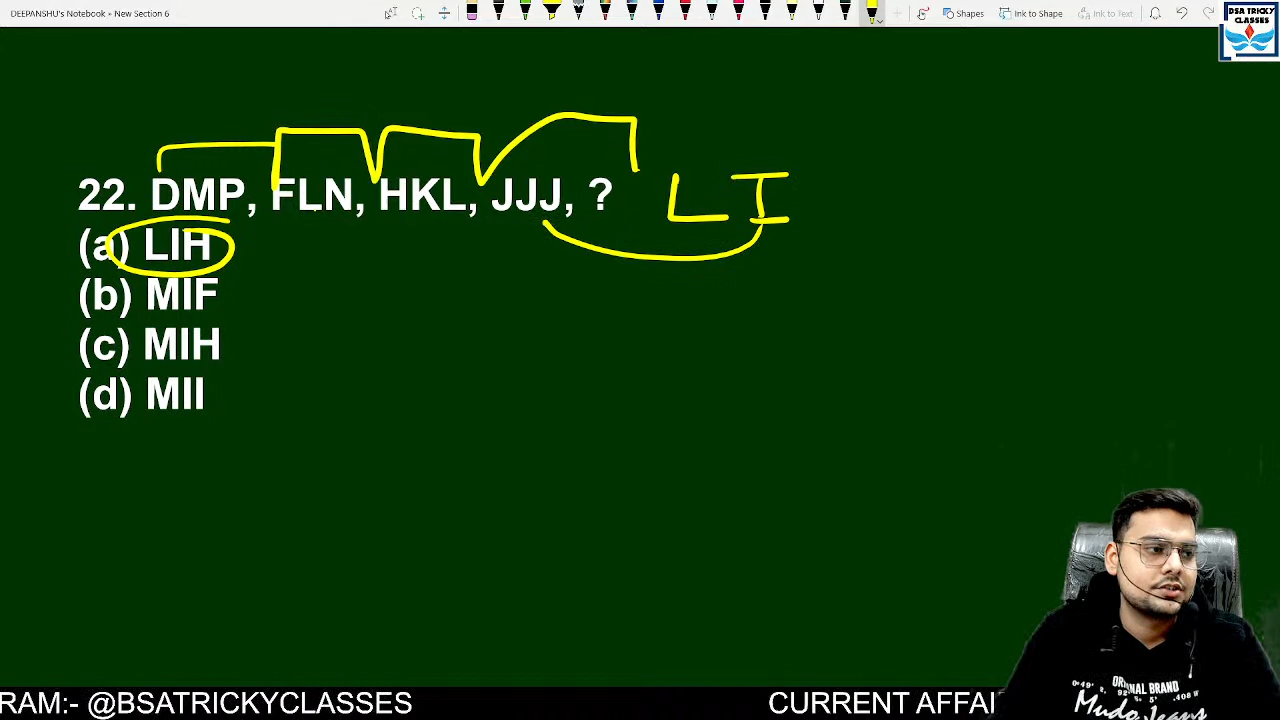 DEEPANSHU's Notebook » New Section 6
Shapes Ink to Shape Ink to Text
DSA TRICKY
CLASSES
22. DMP, FLN, HKL, JJJ, ? L I
(a) LIH
(b) MIF
(c) MIH
(d) MII
ORIGINAL BRAND
Mudo Jeans
RAM:- @BSATRICKYCLASSES CURRENT AFFAI